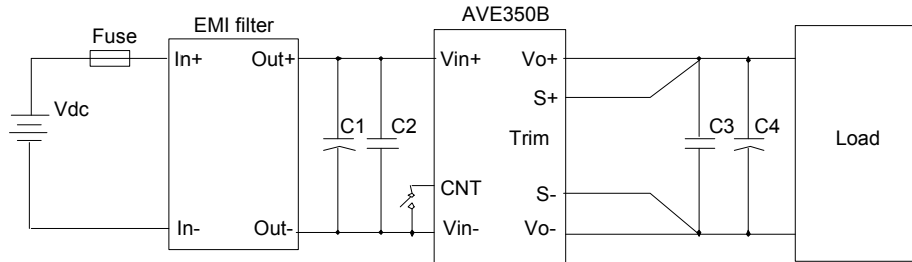 AVE350B
EMI filter
Fuse
In+
Out+
Vin+
Vo+
S+
Vdc
C1
C2
Trim
C3
C4
Load
CNT
S-
In-
Out-
Vin-
Vo-